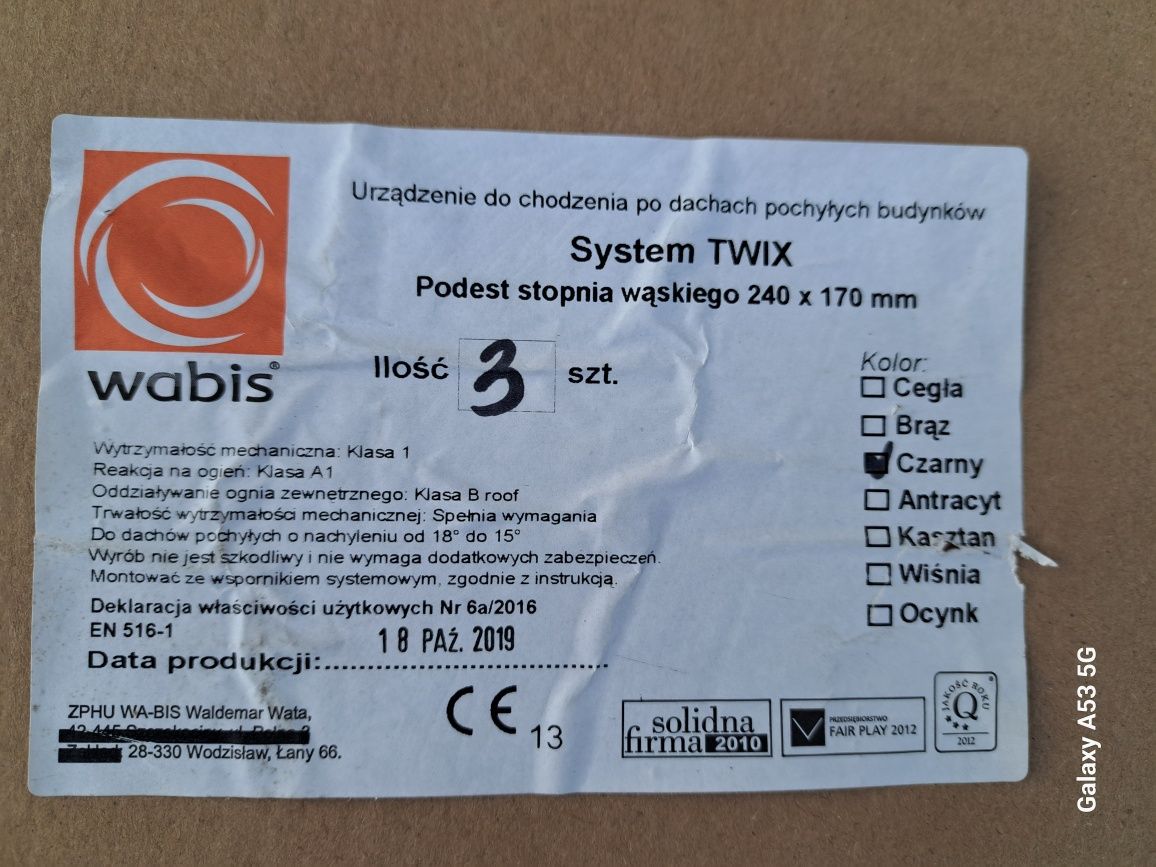 Urządzenie do chodzenia po dachach pochyłych budynków
System TWIX
Podest stopnia wąskiego 240 x 170 mm
wabis®
Ilość 3 szt.
Kolor:
Cegła
Brąz
Czarny
Antracyt
Kasztan
Wiśnia
Ocynk
Wytrzymałość mechaniczna: Klasa 1
Reakcja na ogień: Klasa A1
Oddziaływanie ognia zewnętrznego: Klasa B roof
Trwałość wytrzymałości mechanicznej: Spełnia wymagania
Do dachów pochyłych o nachyleniu od 18° do 15°
Wyrób nie jest szkodliwy i nie wymaga dodatkowych zabezpieczeń.
Montować ze wspornikiem systemowym, zgodnie z instrukcją.
Deklaracja właściwości użytkowych Nr 6a/2016
EN 516-1
18 PAŹ. 2019
Data produkcji:..............................
ZPHU WA-BIS Waldemar Wata,
28-330 Wodzisław, Łany 66.
CE 13
solidna
firma 2010
PRZEDSIĘBIORSTWO
FAIR PLAY 2012
JAKOŚĆ ROKU
Q
2012
Galaxy A53 5G